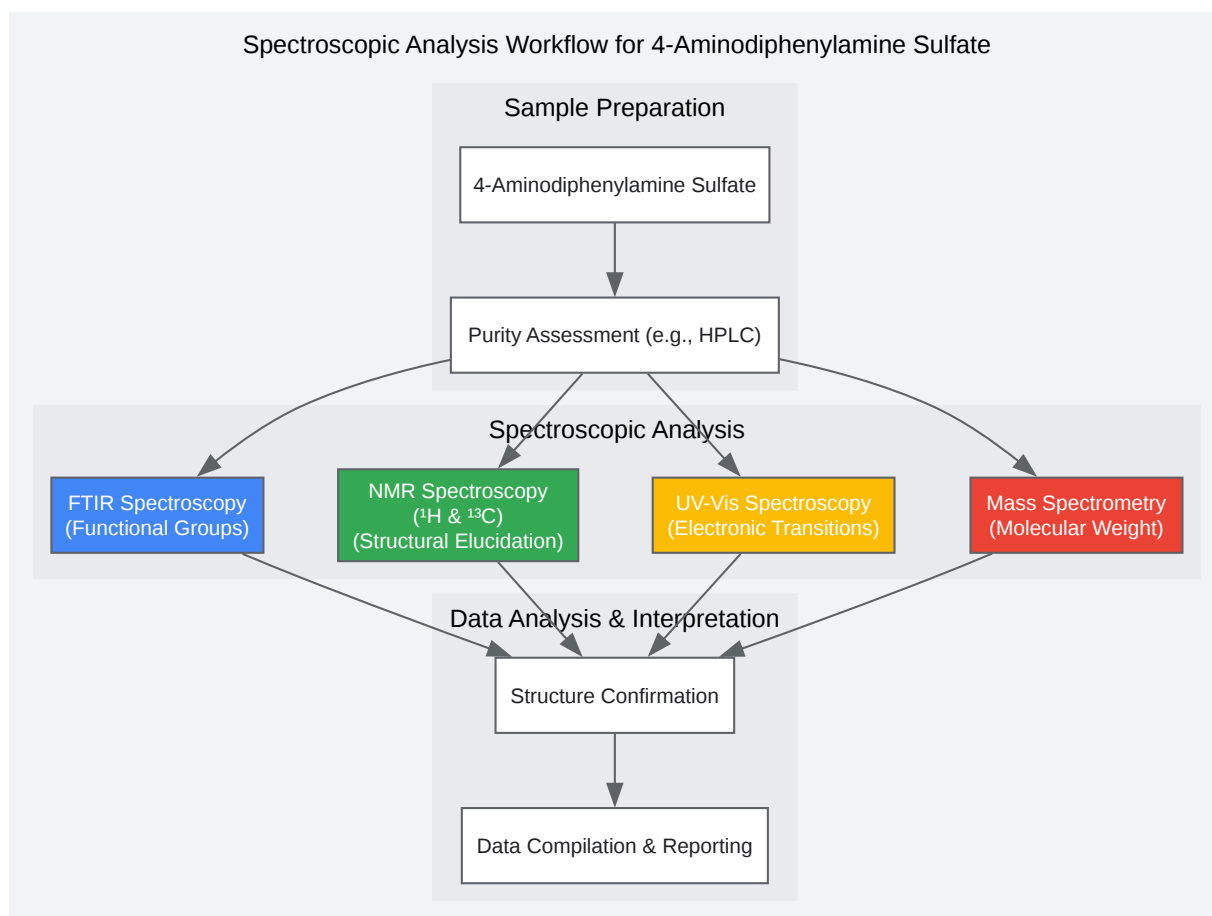 Spectroscopic Analysis Workflow for 4-Aminodiphenylamine Sulfate
Sample Preparation
4-Aminodiphenylamine Sulfate
Purity Assessment (e.g., HPLC)
Spectroscopic Analysis
FTIR Spectroscopy
(Functional Groups)
NMR Spectroscopy
(¹H & ¹³C)
(Structural Elucidation)
UV-Vis Spectroscopy
(Electronic Transitions)
Mass Spectrometry
(Molecular Weight)
Data Analysis & Interpretation
Structure Confirmation
Data Compilation & Reporting